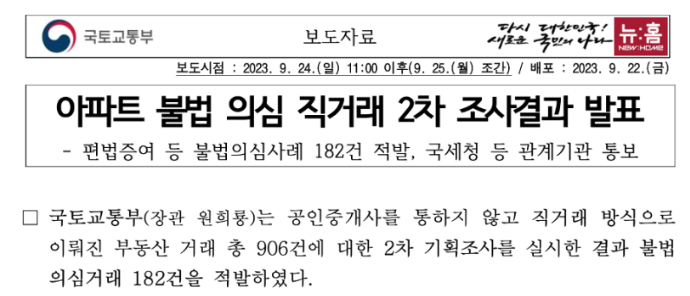 국토교통부
보도자료
다시 대한민국!
새로운 국민의 나라
뉴:홈
NEW:HOME
보도시점 : 2023. 9. 24.(일) 11:00 이후(9. 25.(월) 조간) / 배포 : 2023. 9. 22.(금)
아파트 불법 의심 직거래 2차 조사결과 발표
- 편법증여 등 불법의심사례 182건 적발, 국세청 등 관계기관 통보
□ 국토교통부(장관 원희룡)는 공인중개사를 통하지 않고 직거래 방식으로
이뤄진 부동산 거래 총 906건에 대한 2차 기획조사를 실시한 결과 불법
의심거래 182건을 적발하였다.